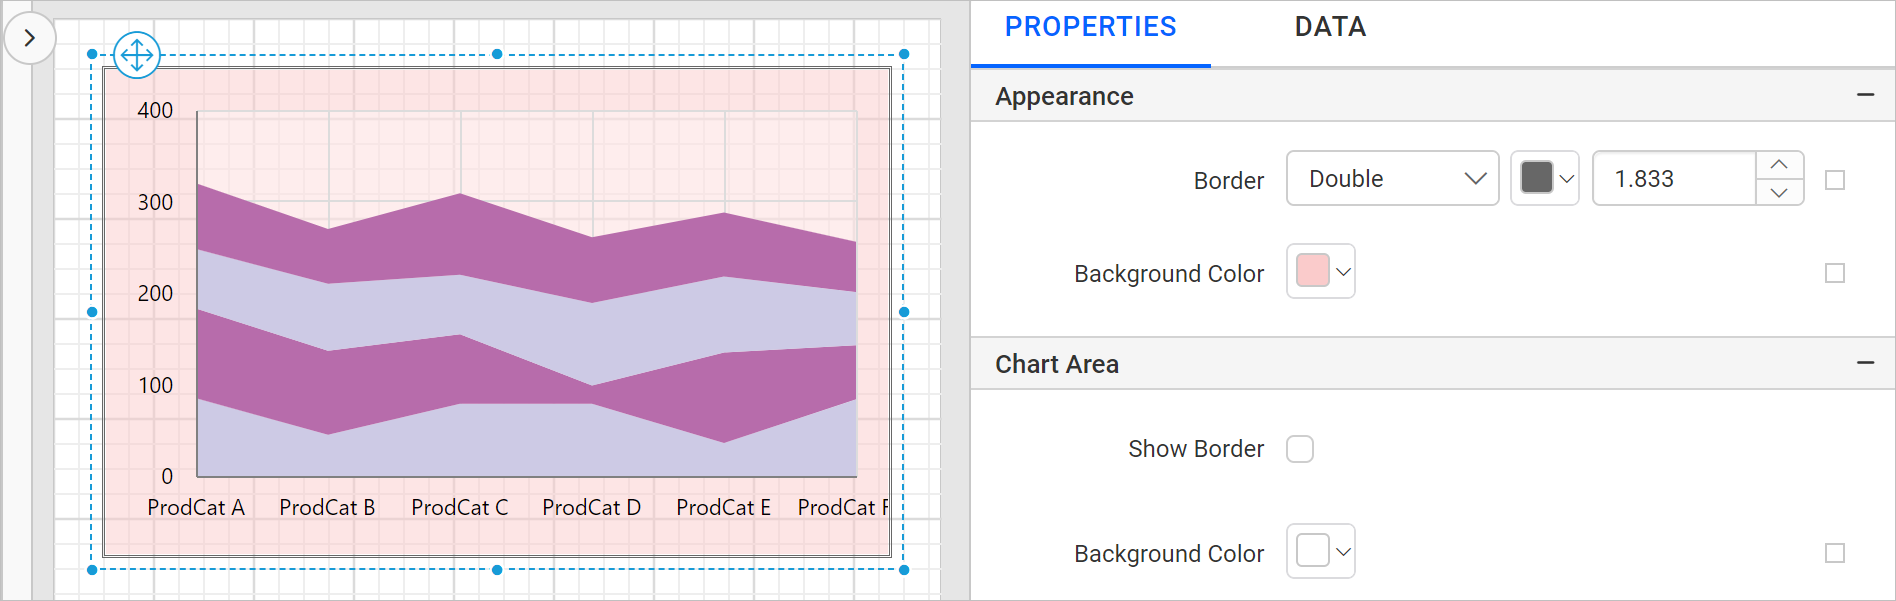 PROPERTIES DATA
Appearance
Border Double 1.833
Background Color
Chart Area
Show Border
Background Color
400
300
200
100
0
ProdCat A ProdCat B ProdCat C ProdCat D ProdCat E ProdCat